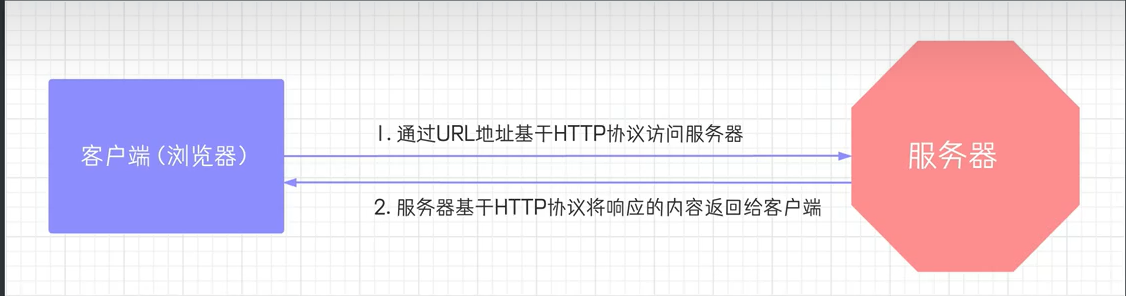 1. 通过URL地址基于HTTP协议访问服务器
客户端(浏览器)
服务器
2. 服务器基于HTTP协议将响应的内容返回给客户端